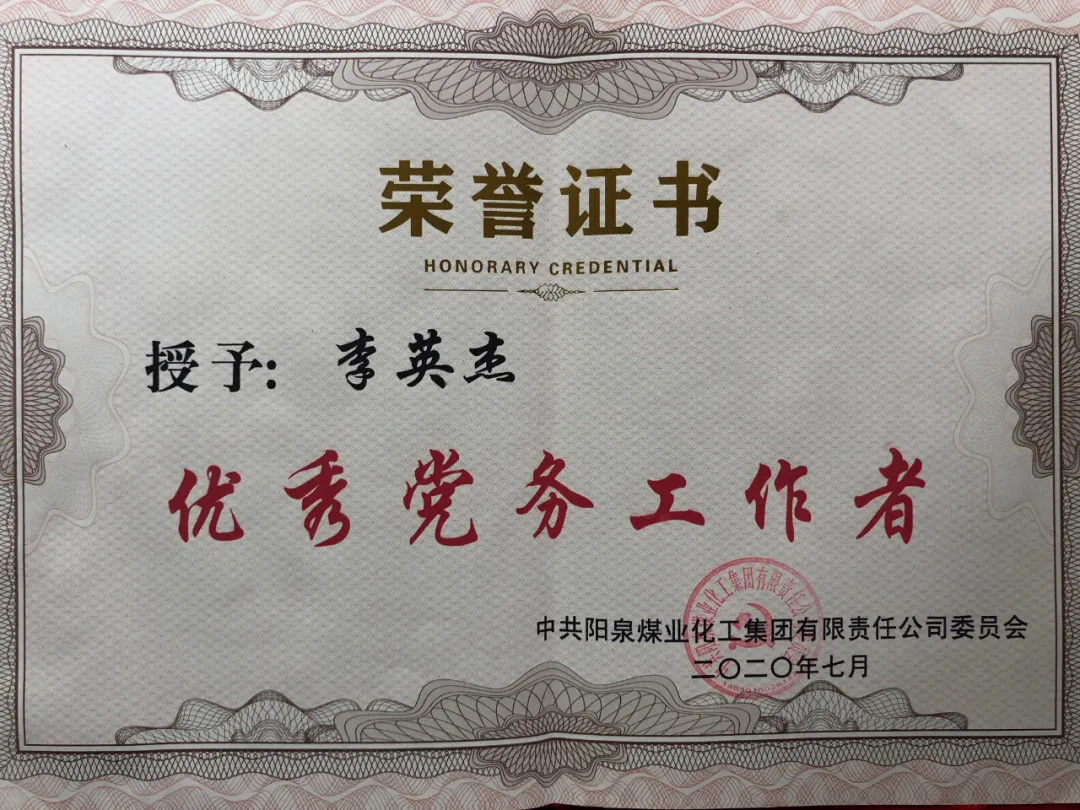 荣誉证书
HONORARY CREDENTIAL
授予: 李英杰
优秀党务工作者
中共阳泉煤业化工集团有限责任公司委员会
二〇二〇年七月